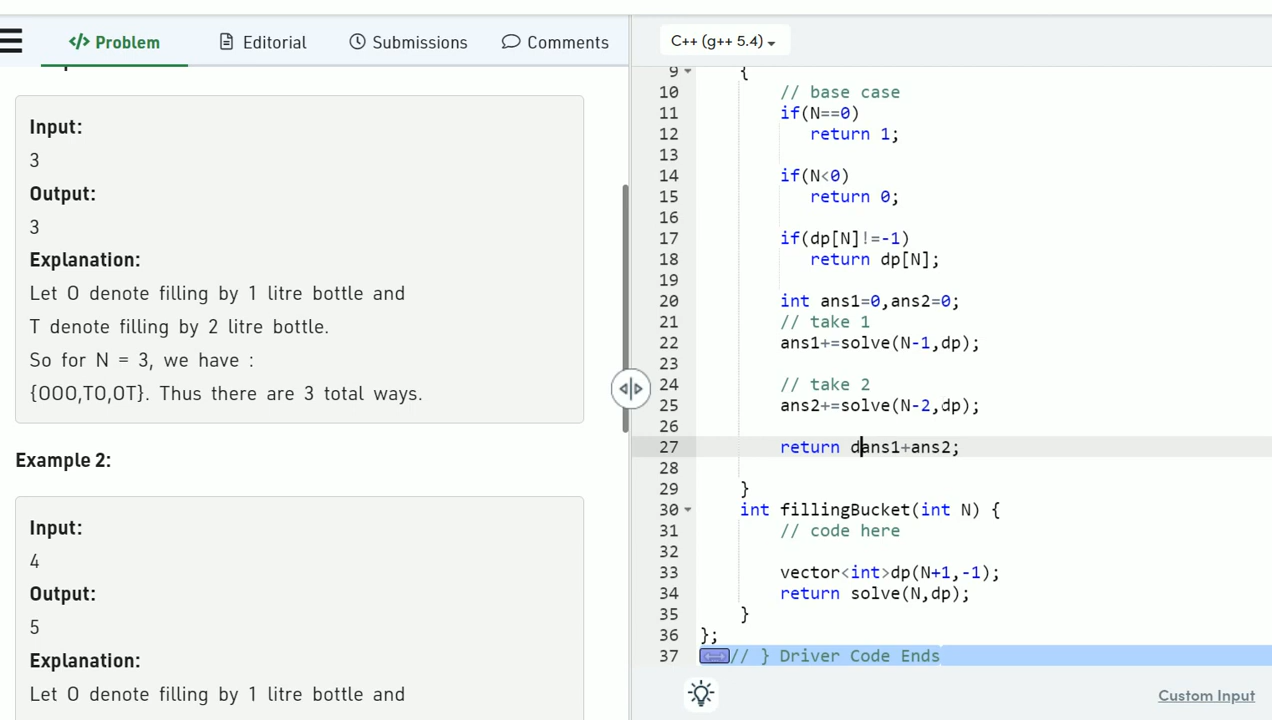 </> Problem
Editorial
Submissions
Comments
Input:
3
Output:
3
Explanation:
Let O denote filling by 1 litre bottle and
T denote filling by 2 litre bottle.
So for N = 3, we have :
{OOO,TO,OT}. Thus there are 3 total ways.
Example 2:
Input:
4
Output:
5
Explanation:
Let O denote filling by 1 litre bottle and
C++ (g++ 5.4)
9 {
10 // base case
11 if(N==0)
12 return 1;
13
14 if(N<0)
15 return 0;
16
17 if(dp[N]!=-1)
18 return dp[N];
19
20 int ans1=0,ans2=0;
21 // take 1
22 ans1+=solve(N-1,dp);
23
24 // take 2
25 ans2+=solve(N-2,dp);
26
27 return dans1+ans2;
28
29 }
30 int fillingBucket(int N) {
31 // code here
32
33 vector<int>dp(N+1,-1);
34 return solve(N,dp);
35 }
36 };
37 // } Driver Code Ends
Custom Input